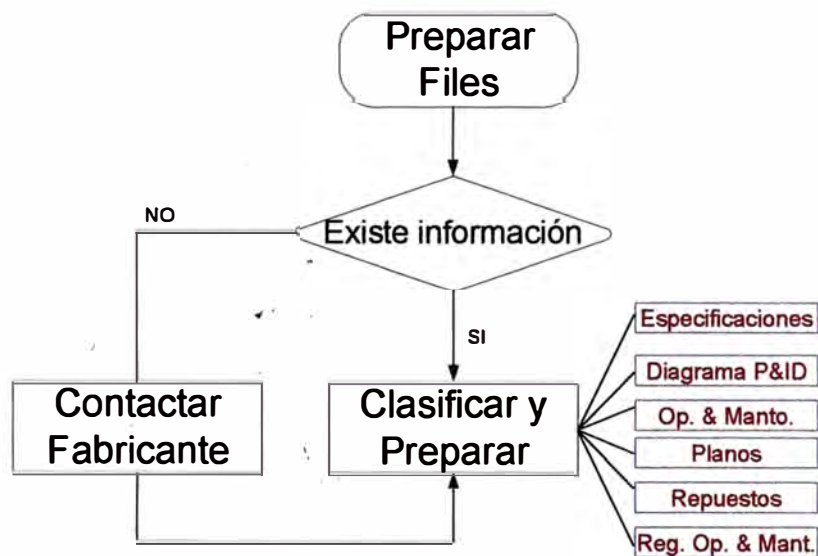 Preparar
Files
NO
Existe información
SI
Especificaciones
Diagrama P&ID
Op. & Manto.
Planos
Repuestos
Reg. Op. & Mant.
Contactar
Fabricante
Clasificar y
Preparar